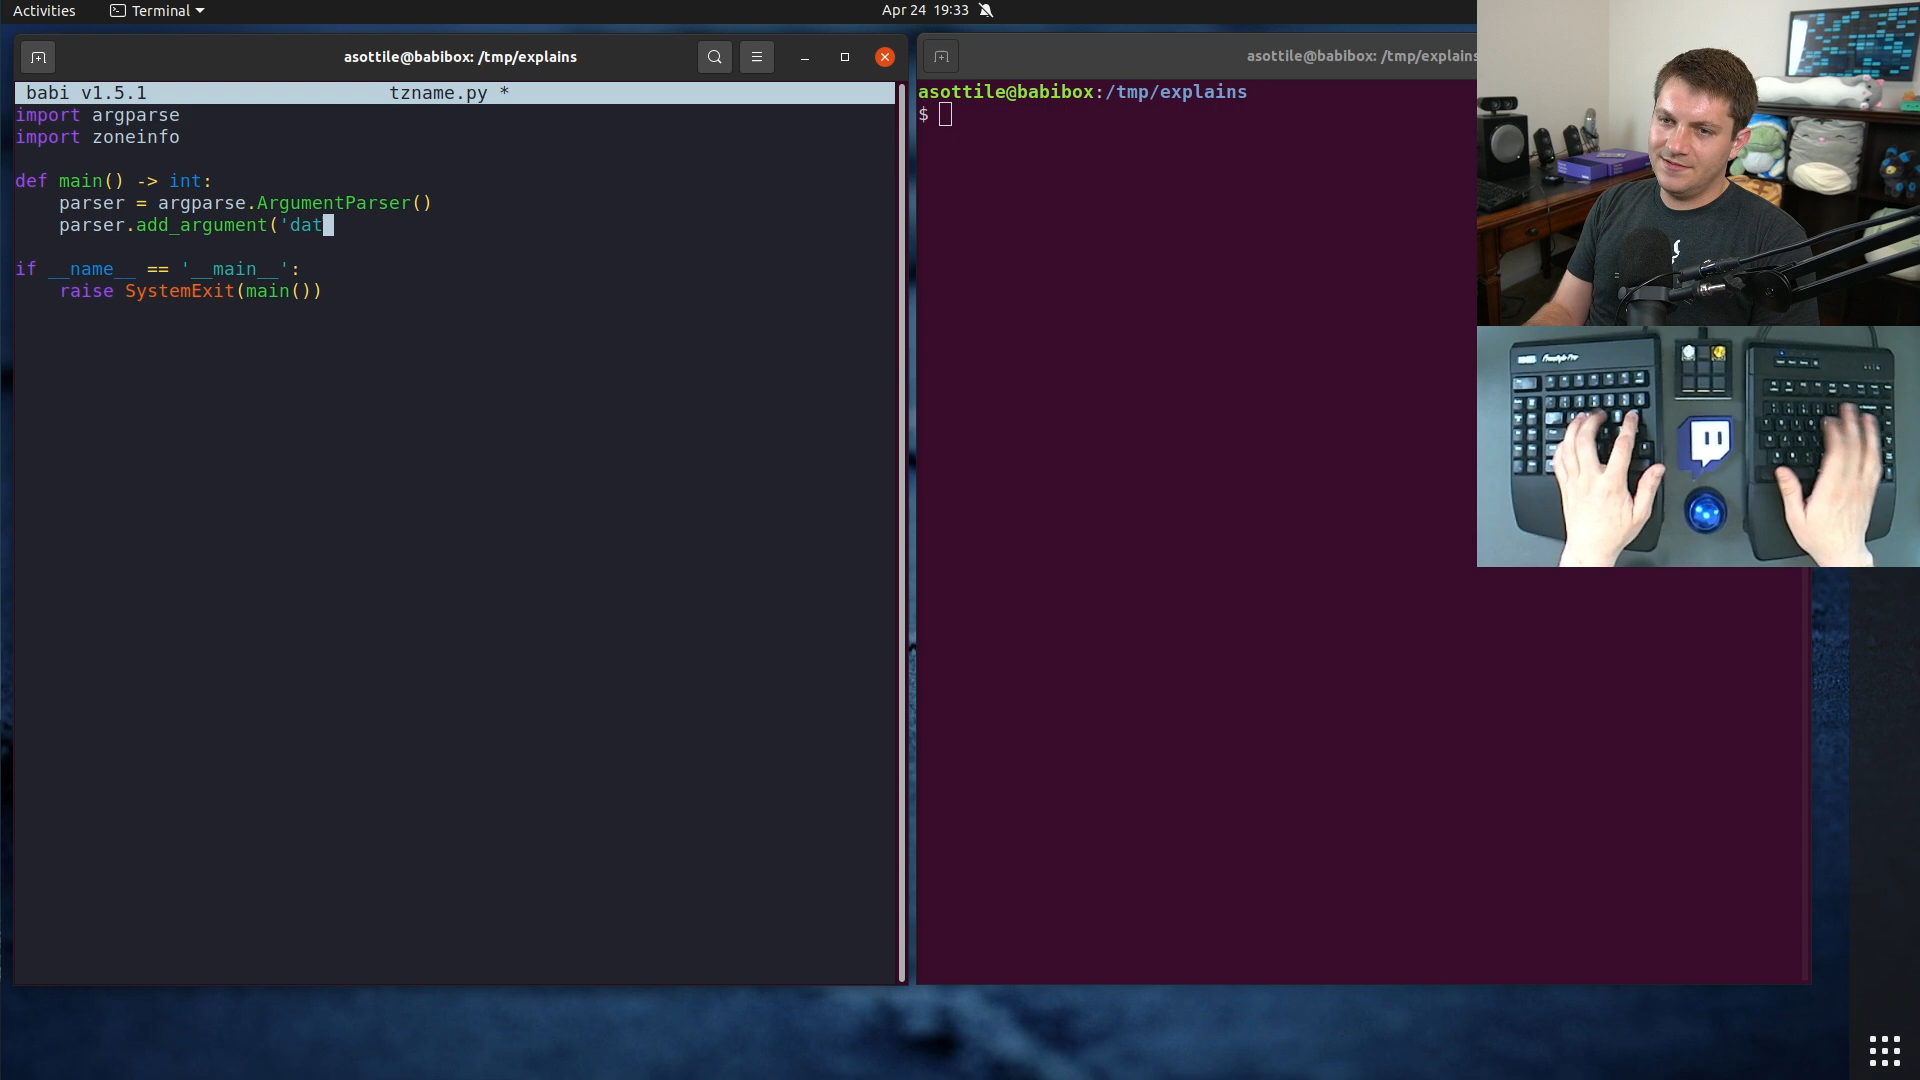 Activities
Terminal
Apr 24 19:33
asottile@babibox: /tmp/explains
babi v1.5.1 tzname.py *
import argparse
import zoneinfo
def main() -> int:
parser = argparse.ArgumentParser()
parser.add_argument('dat
if __name__ == '__main__':
raise SystemExit(main())
asottile@babibox: /tmp/explains
asottile@babibox:/tmp/explains
$